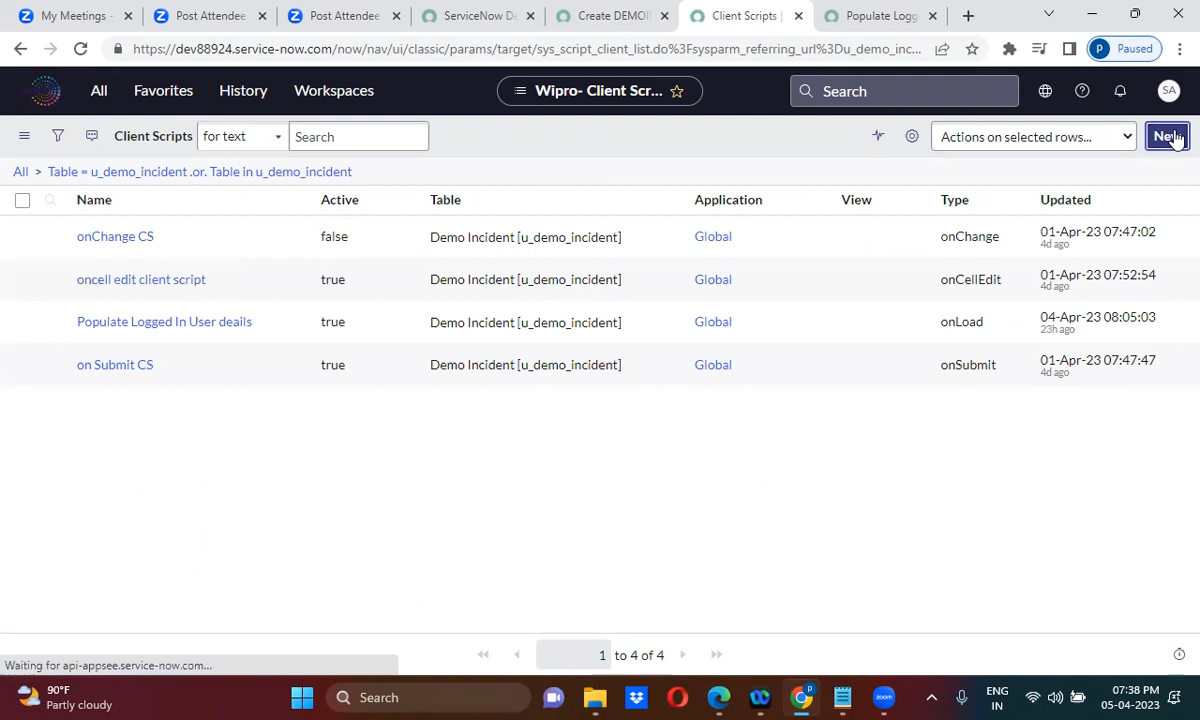 My Meetings -
Post Attendee
Post Attendee
ServiceNow De
Create DEMOII
Client Scripts |
Populate Logg
https://dev88924.service-now.com/now/nav/ui/classic/params/target/sys_script_client_list.do%3Fsysparm_referring_url%3Du_demo_inc...
P Paused
All Favorites History Workspaces
Wipro- Client Scr...
Search
SA
Client Scripts
for text
Search
Actions on selected rows...
All > Table = u_demo_incident .or. Table in u_demo_incident
Name Active Table Application View Type Updated
onChange CS false Demo Incident [u_demo_incident] Global onChange 01-Apr-23 07:47:02
4d ago
oncell edit client script true Demo Incident [u_demo_incident] Global onCellEdit 01-Apr-23 07:52:54
4d ago
Populate Logged In User deails true Demo Incident [u_demo_incident] Global onLoad 04-Apr-23 08:05:03
23h ago
on Submit CS true Demo Incident [u_demo_incident] Global onSubmit 01-Apr-23 07:47:47
4d ago
1 to 4 of 4
Waiting for api-appsee.service-now.com...
90°F
Partly cloudy
Search
zoom
ENG
IN
07:38 PM
05-04-2023